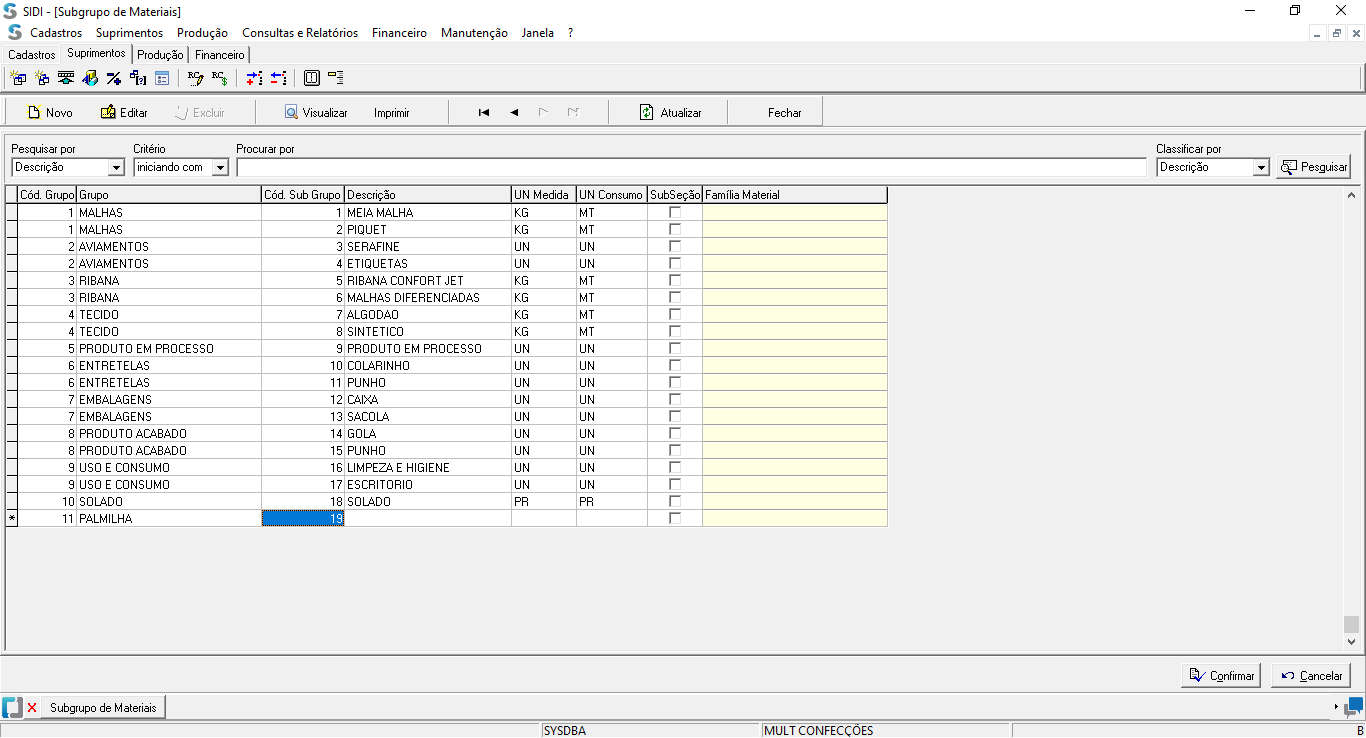 SIDI - [Subgrupo de Materiais]
Cadastros Suprimentos Produção Consultas e Relatórios Financeiro Manutenção Janela ?
Cadastros Suprimentos Produção Financeiro
Novo Editar Excluir Visualizar Imprimir Atualizar Fechar
Pesquisar por Critério Procurar por Classificar por
Descrição iniciando com Descrição Pesquisar
Cód. Grupo Grupo Cód. Sub Grupo Descrição UN Medida UN Consumo SubSeção Família Material
1 MALHAS 1 MEIA MALHA KG MT
1 MALHAS 2 PIQUET KG MT
2 AVIAMENTOS 3 SERAFINE UN UN
2 AVIAMENTOS 4 ETIQUETAS UN UN
3 RIBANA 5 RIBANA CONFORT JET KG MT
3 RIBANA 6 MALHAS DIFERENCIADAS KG MT
4 TECIDO 7 ALGODAO KG MT
4 TECIDO 8 SINTETICO KG MT
5 PRODUTO EM PROCESSO 9 PRODUTO EM PROCESSO UN UN
6 ENTRETELAS 10 COLARINHO UN UN
6 ENTRETELAS 11 PUNHO UN UN
7 EMBALAGENS 12 CAIXA UN UN
7 EMBALAGENS 13 SACOLA UN UN
8 PRODUTO ACABADO 14 GOLA UN UN
8 PRODUTO ACABADO 15 PUNHO UN UN
9 USO E CONSUMO 16 LIMPEZA E HIGIENE UN UN
9 USO E CONSUMO 17 ESCRITORIO UN UN
10 SOLADO 18 SOLADO PR PR
* 11 PALMILHA 19
Confirmar Cancelar
Subgrupo de Materiais
SYSDBA MULT CONFECÇÕES B